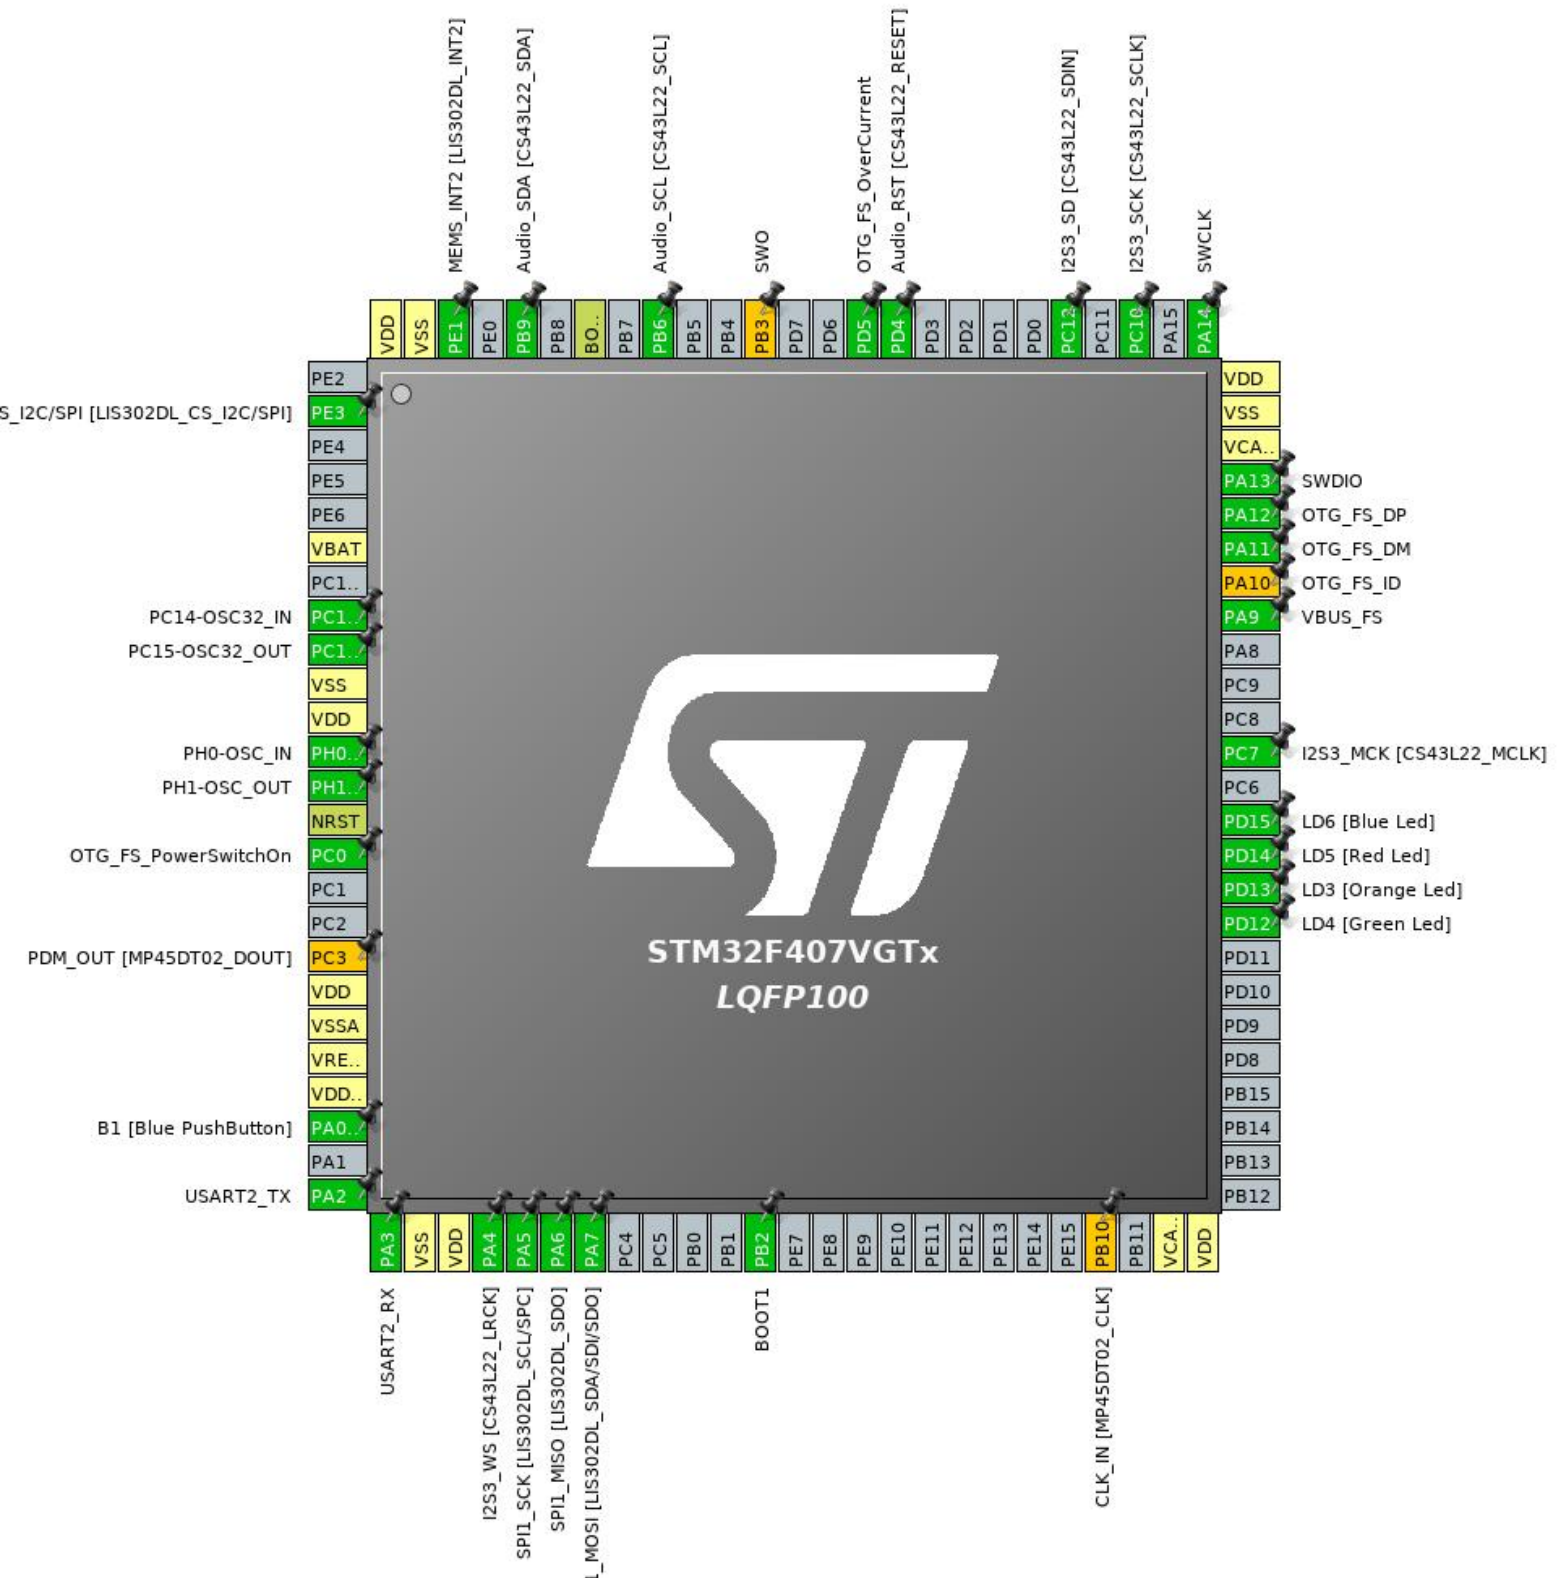 MEMS_INT2 [LIS302DL_INT2]
Audio_SDA [CS43L22_SDA]
Audio_SCL [CS43L22_SCL]
SWO
OTG_FS_OverCurrent
Audio_RST [CS43L22_RESET]
I2S3_SD [CS43L22_SDIN]
I2S3_SCK [CS43L22_SCLK]
SWCLK
VDD
VSS
PE1
PE0
PB9
PB8
BO..
PB7
PB6
PB5
PB4
PB3
PD7
PD6
PD5
PD4
PD3
PD2
PD1
PD0
PC12
PC11
PC10
PA15
PA14
PE2
S_I2C/SPI [LIS302DL_CS_I2C/SPI] PE3
PE4
PE5
PE6
VBAT
PC1..
PC14-OSC32_IN PC1..
PC15-OSC32_OUT PC1..
VSS
VDD
PH0-OSC_IN PH0..
PH1-OSC_OUT PH1..
NRST
OTG_FS_PowerSwitchOn PC0
PC1
PC2
PDM_OUT [MP45DT02_DOUT] PC3
VDD
VSSA
VRE..
VDD..
B1 [Blue PushButton] PA0..
PA1
USART2_TX PA2
ST
STM32F407VGTx
LQFP100
VDD
VSS
VCA..
PA13 SWDIO
PA12 OTG_FS_DP
PA11 OTG_FS_DM
PA10 OTG_FS_ID
PA9 VBUS_FS
PA8
PC9
PC8
PC7 I2S3_MCK [CS43L22_MCLK]
PC6
PD15 LD6 [Blue Led]
PD14 LD5 [Red Led]
PD13 LD3 [Orange Led]
PD12 LD4 [Green Led]
PD11
PD10
PD9
PD8
PB15
PB14
PB13
PB12
PA3
VSS
VDD
PA4
PA5
PA6
PA7
PC4
PC5
PB0
PB1
PB2
PE7
PE8
PE9
PE10
PE11
PE12
PE13
PE14
PE15
PB10
PB11
VCA..
VDD
USART2_RX
I2S3_WS [CS43L22_LRCK]
SPI1_SCK [LIS302DL_SCL/SPC]
SPI1_MISO [LIS302DL_SDO]
1_MOSI [LIS302DL_SDA/SDI/SDO]
BOOT1
CLK_IN [MP45DT02_CLK]